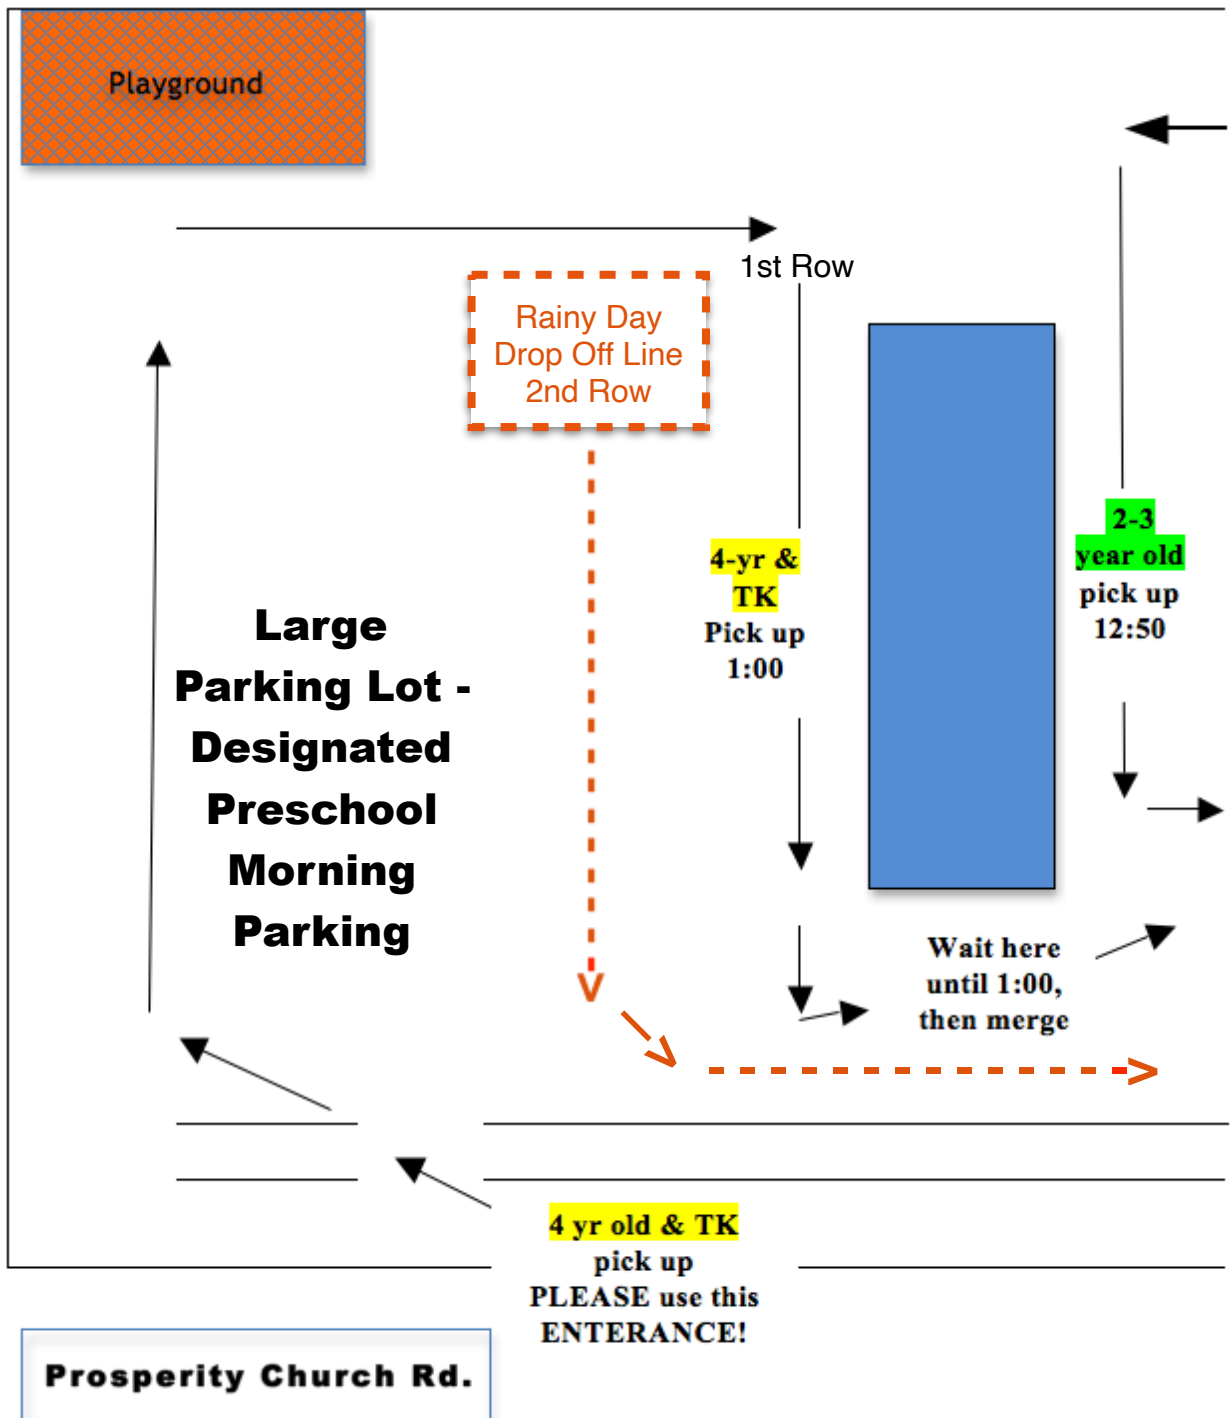 Playground
1st Row
Rainy Day
Drop Off Line
2nd Row
2-3
year old
pick up
12:50
4-yr &
TK
Pick up
1:00
Large
Parking Lot -
Designated
Preschool
Morning
Parking
Wait here
until 1:00,
then merge
4 yr old & TK
pick up
PLEASE use this
ENTERANCE!
Prosperity Church Rd.